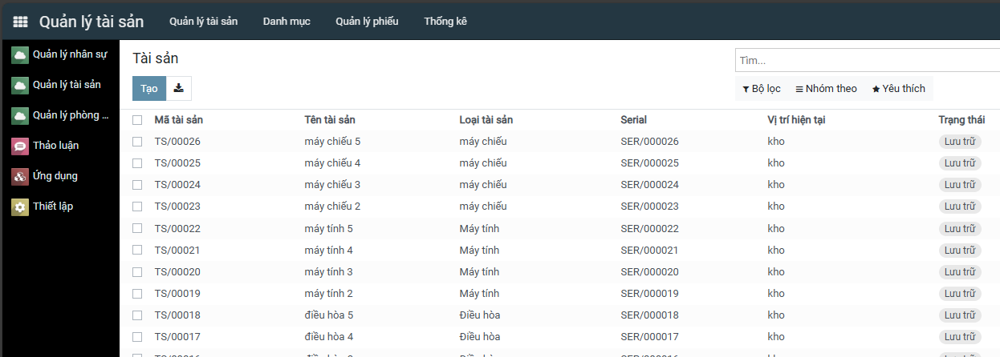 Quản lý tài sản Quản lý tài sản Danh mục Quản lý phiếu Thống kê
Quản lý nhân sự
Quản lý tài sản
Quản lý phòng ...
Thảo luận
Ứng dụng
Thiết lập
Tài sản
Tìm...
Tạo
Bộ lọc Nhóm theo Yêu thích
Mã tài sản Tên tài sản Loại tài sản Serial Vị trí hiện tại Trạng thái
TS/00026 máy chiếu 5 máy chiếu SER/000026 kho Lưu trữ
TS/00025 máy chiếu 4 máy chiếu SER/000025 kho Lưu trữ
TS/00024 máy chiếu 3 máy chiếu SER/000024 kho Lưu trữ
TS/00023 máy chiếu 2 máy chiếu SER/000023 kho Lưu trữ
TS/00022 máy tính 5 Máy tính SER/000022 kho Lưu trữ
TS/00021 máy tính 4 Máy tính SER/000021 kho Lưu trữ
TS/00020 máy tính 3 Máy tính SER/000020 kho Lưu trữ
TS/00019 máy tính 2 Máy tính SER/000019 kho Lưu trữ
TS/00018 điều hòa 5 Điều hòa SER/000018 kho Lưu trữ
TS/00017 điều hòa 4 Điều hòa SER/000017 kho Lưu trữ